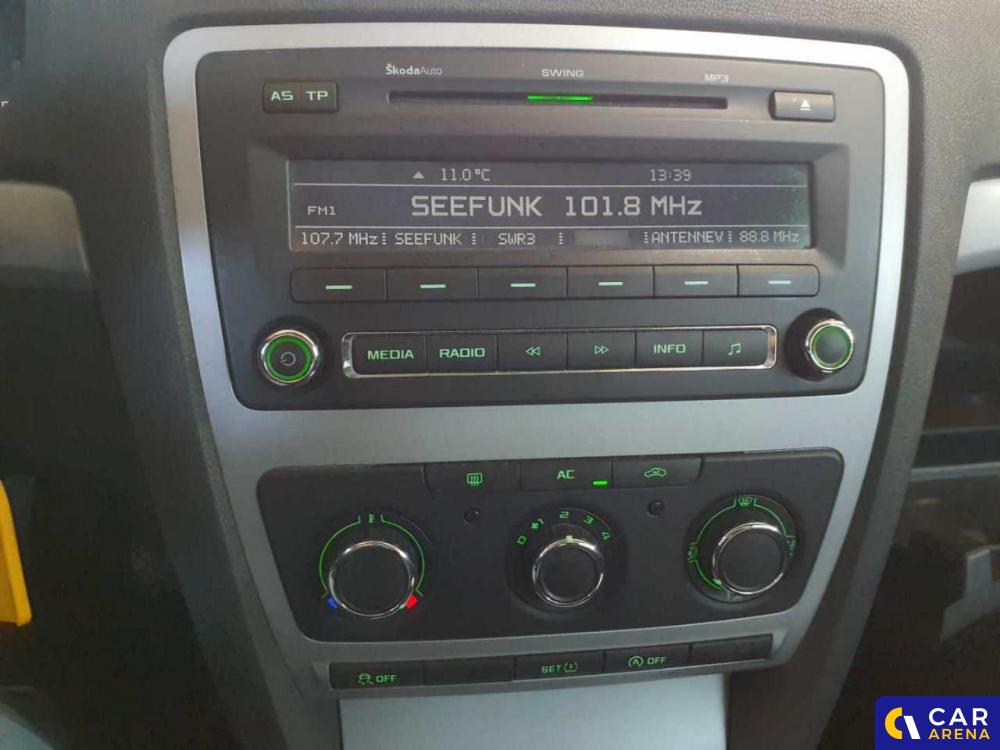 ŠkodaAuto SWING MP3
AS TP
11.0°C 13:39
FM1 SEEFUNK 101.8 MHz
107.7 MHz SEEFUNK SWR3 ANTENNEV 88.8 MHz
MEDIA RADIO INFO
AC
0 1 2 3 4
OFF SET OFF
CAR
ARENA